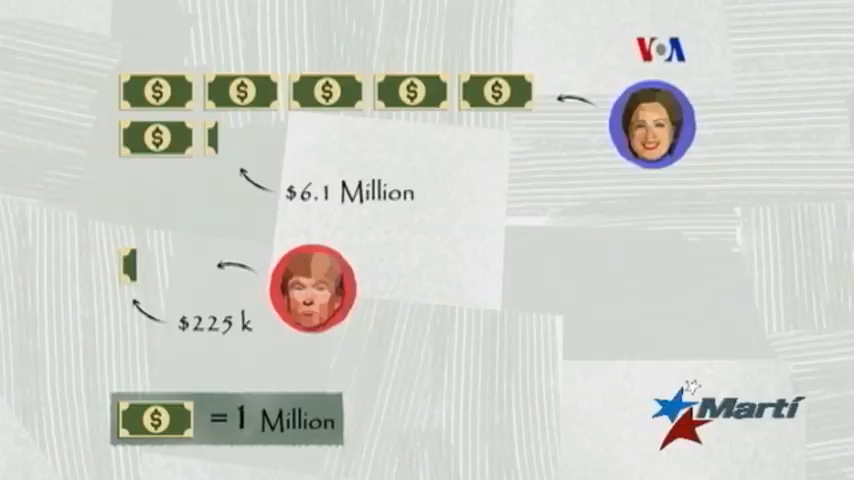 VOA
$ $ $ $ $
$
$6.1 Million
$225 k
$ = 1 Million
Martí